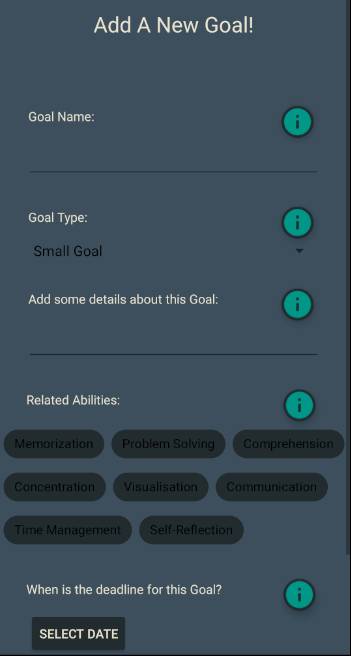 Add A New Goal!
Goal Name:
Goal Type:
Small Goal
Add some details about this Goal:
Related Abilities:
Memorization Problem Solving Comprehension
Concentration Visualisation Communication
Time Management Self-Reflection
When is the deadline for this Goal?
SELECT DATE